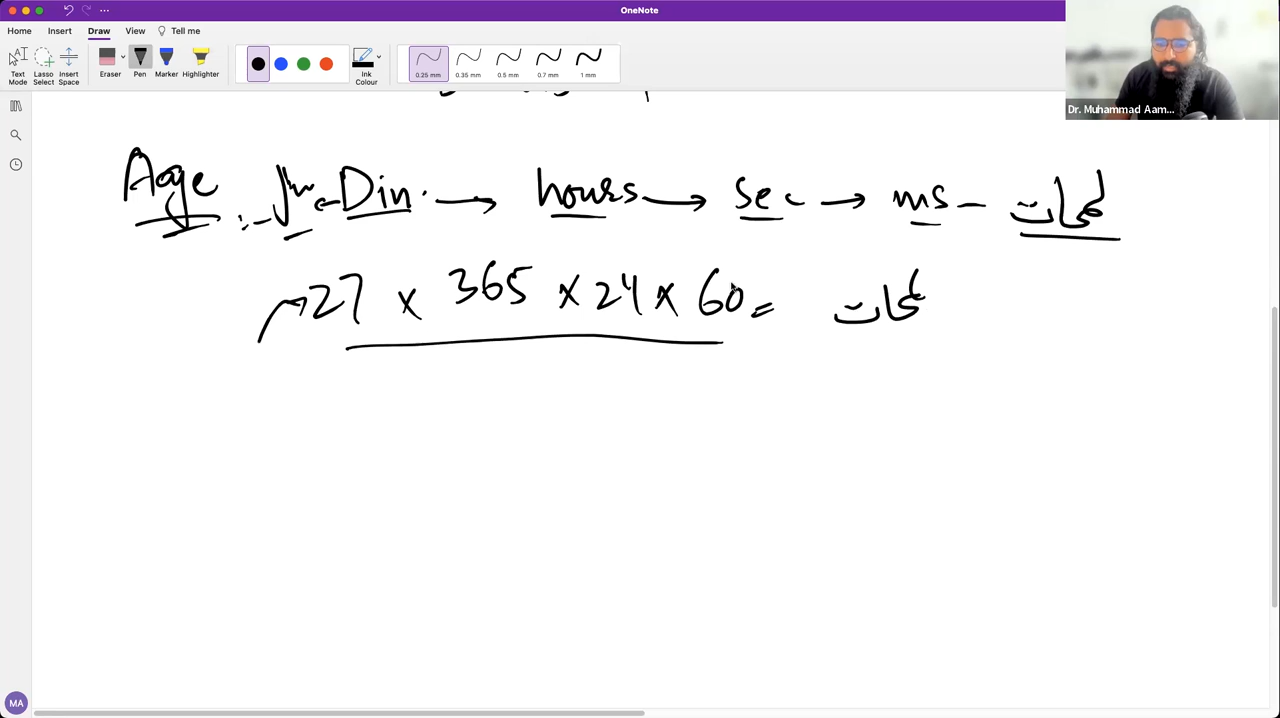 OneNote
Home Insert Draw View Tell me
Text Mode Lasso Select Insert Space Eraser Pen Marker Highlighter Ink Colour 0.25 mm 0.35 mm 0.5 mm 0.7 mm 1 mm
Dr. Muhammad Aam...
Age :- Din. → hours → sec → ms - لمحات
27 x 365 x 24 x 60 = لمحات
MA